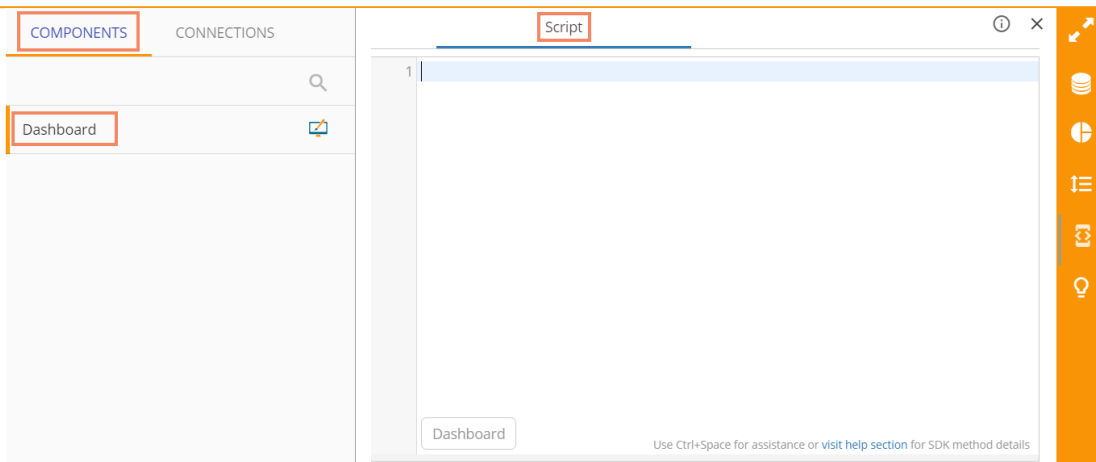 COMPONENTS CONNECTIONS
Script
1
Dashboard
Dashboard
Use Ctrl+Space for assistance or visit help section for SDK method details